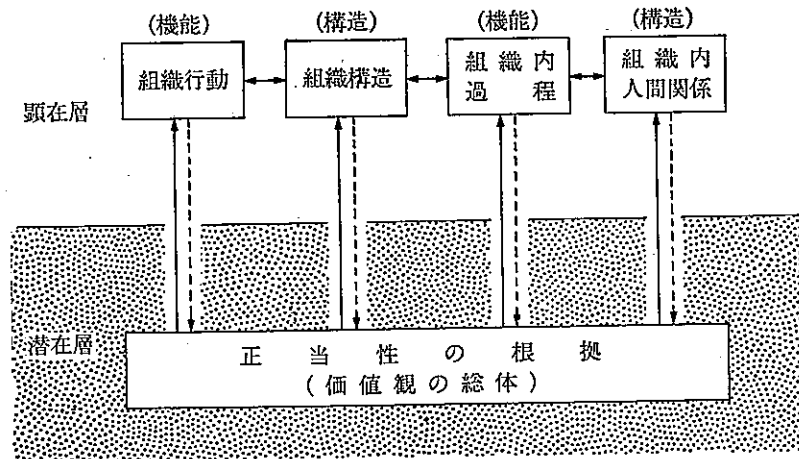 (機能) (構造) (機能) (構造)
組織行動 組織構造 組織内 組織内
過程 人間関係
顕在層
潜在層
正当性の根拠
(価値観の総体)